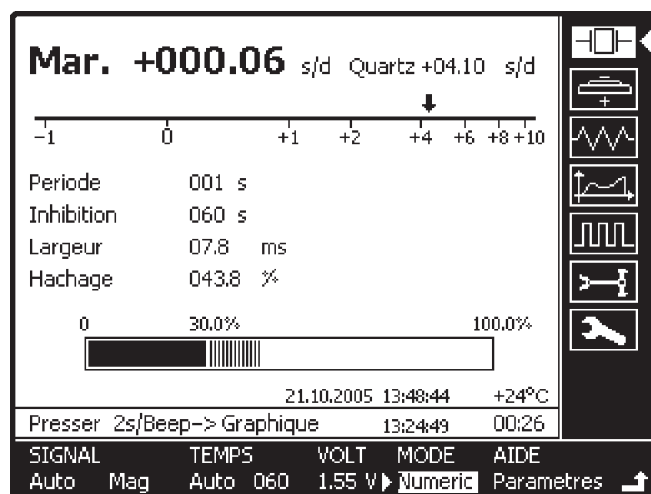 Mar. +000.06 s/d Quartz +04.10 s/d
-1 0 +1 +2 +4 +6 +8 +10
Periode 001 s
Inhibition 060 s
Largeur 07.8 ms
Hachage 043.8 %
0 30.0% 100.0%
21.10.2005 13:48:44 +24°C
Presser 2s/Beep-> Graphique 13:24:49 00:26
SIGNAL TEMPS VOLT MODE AIDE
Auto Mag Auto 060 1.55 V Numeric Parametres